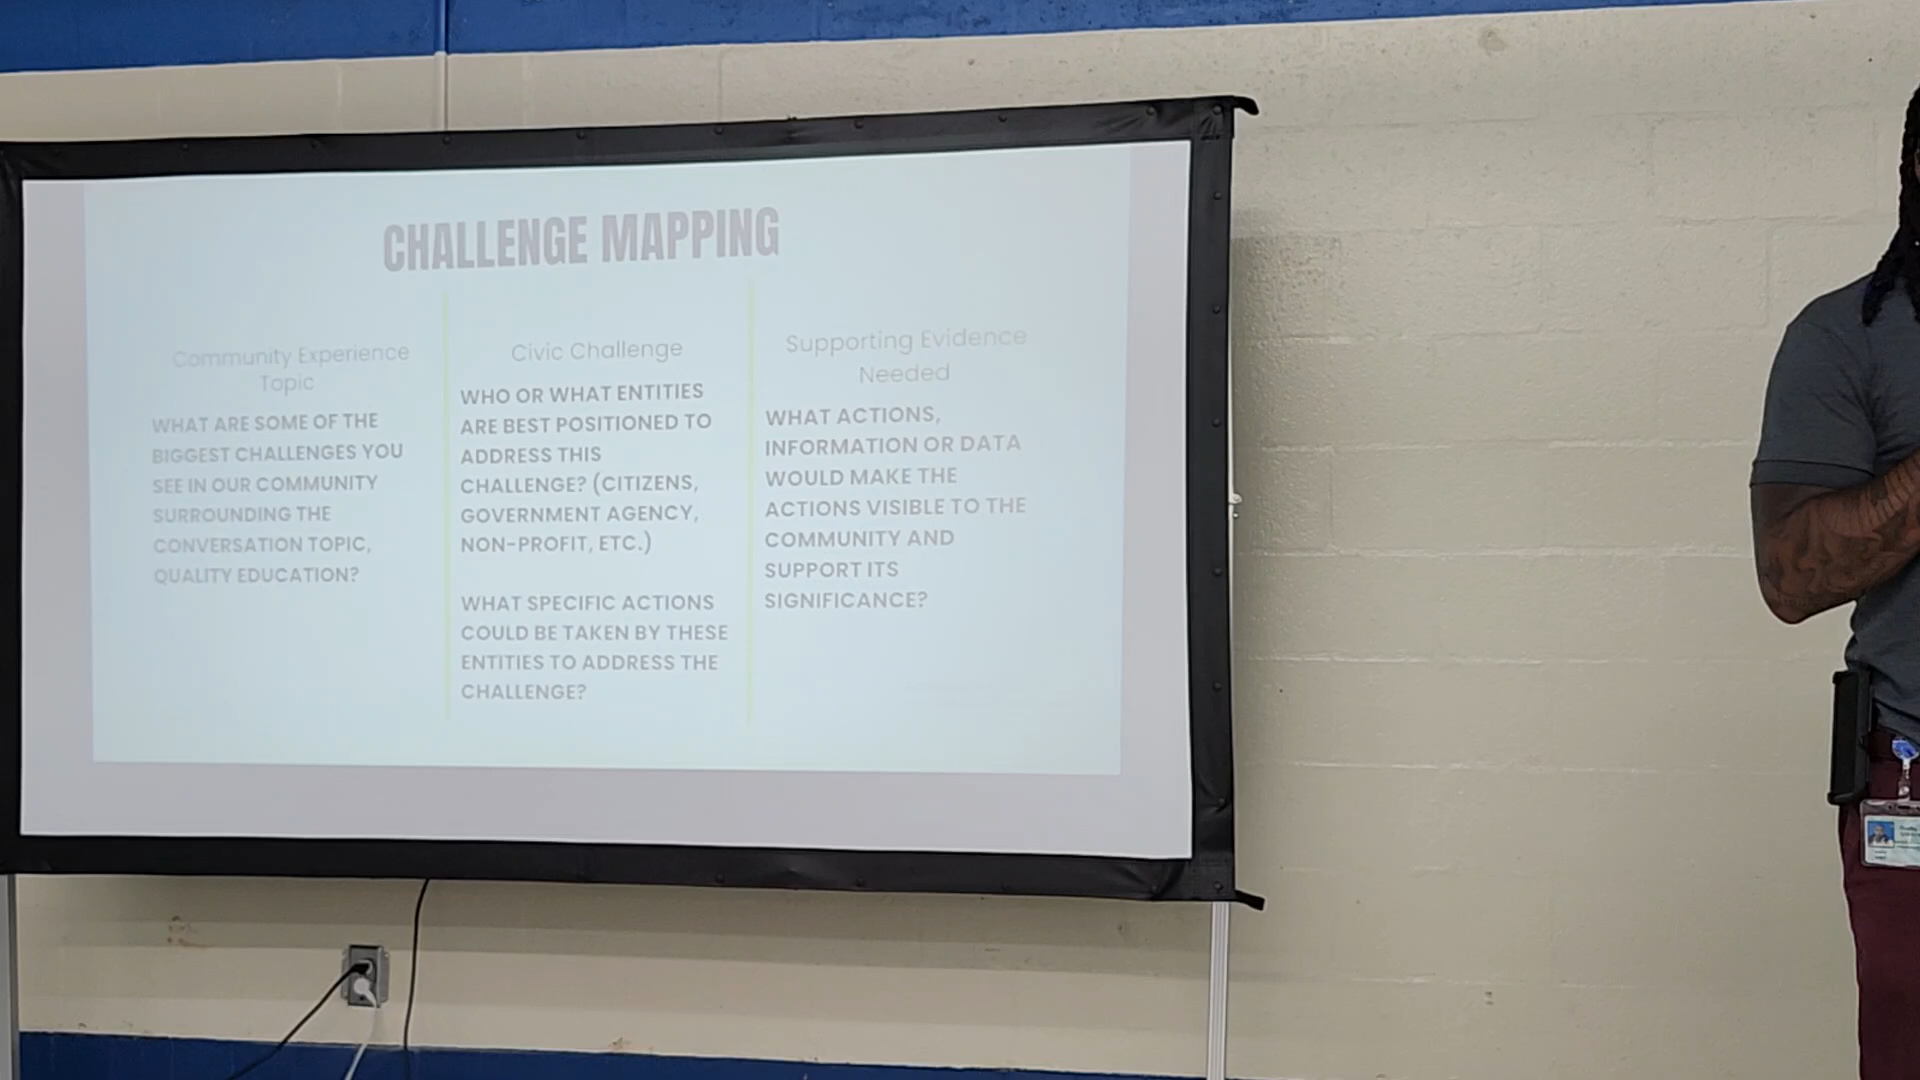 CHALLENGE MAPPING
Community Experience
Topic
WHAT ARE SOME OF THE
BIGGEST CHALLENGES YOU
SEE IN OUR COMMUNITY
SURROUNDING THE
CONVERSATION TOPIC,
QUALITY EDUCATION?
Civic Challenge
WHO OR WHAT ENTITIES
ARE BEST POSITIONED TO
ADDRESS THIS
CHALLENGE? (CITIZENS,
GOVERNMENT AGENCY,
NON-PROFIT, ETC.)
WHAT SPECIFIC ACTIONS
COULD BE TAKEN BY THESE
ENTITIES TO ADDRESS THE
CHALLENGE?
Supporting Evidence
Needed
WHAT ACTIONS,
INFORMATION OR DATA
WOULD MAKE THE
ACTIONS VISIBLE TO THE
COMMUNITY AND
SUPPORT ITS
SIGNIFICANCE?